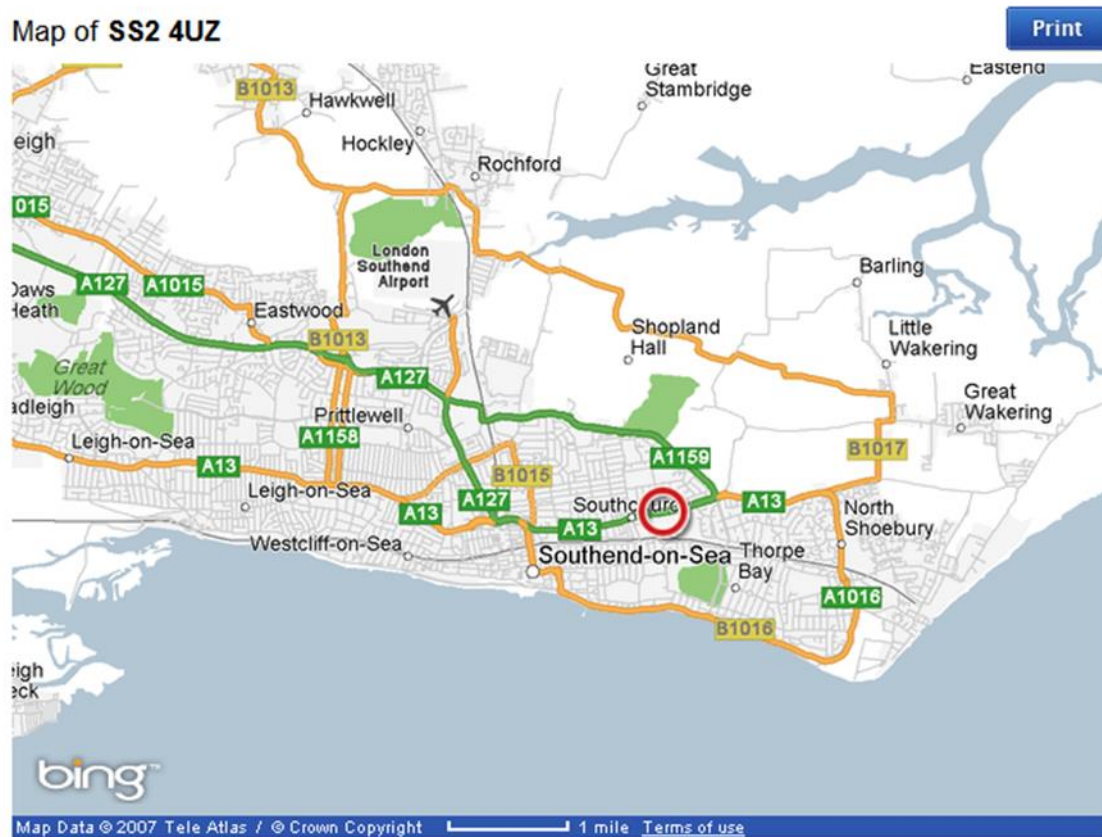 Map of SS2 4UZ
Print
Great
Stambridge
Eastend
B1013
Hawkwell
Hockley
Rochford
eigh
015
London
Southend
Airport
A127
A1015
Daws
Heath
Eastwood
B1013
Barling
Shopland
Hall
Little
Wakering
Great
Wood
A127
adleigh
Prittlewell
Great
Wakering
Leigh-on-Sea
A1158
A13
A1159
B1017
B1015
Leigh-on-Sea
A127
A13
A13
A13
North
Shoebury
Westcliff-on-Sea
Southend-on-Sea
Thorpe
Bay
A1016
B1016
eigh
eck
bing™
Map Data © 2007 Tele Atlas / © Crown Copyright
1 mile
Terms of use